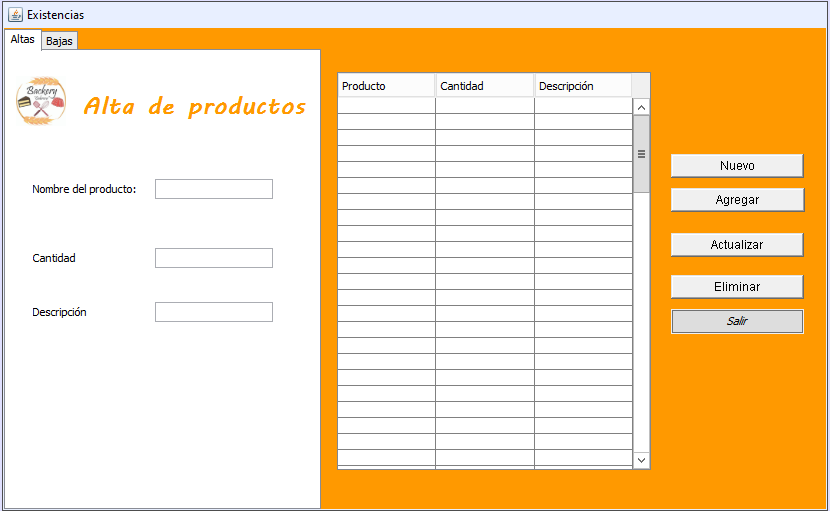 Existencias
Altas
Bajas
Backery
Alta de productos
Nombre del producto:
Cantidad
Descripción
Producto
Cantidad
Descripción
Nuevo
Agregar
Actualizar
Eliminar
Salir